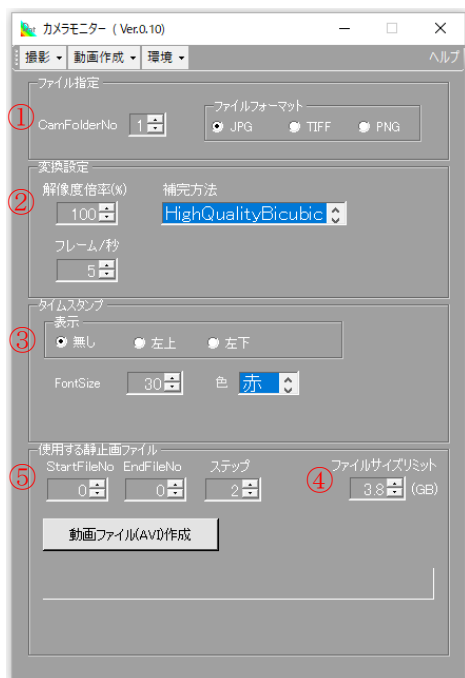 カメラモニター ( Ver.0.10)
撮影 動画作成 環境 ヘルプ
ファイル指定
①
CamFolderNo 1
ファイルフォーマット
JPG TIFF PNG
変換設定
②
解像度倍率(%) 補完方法
100 HighQualityBicubic
フレーム/秒
5
タイムスタンプ
③
表示
無し 左上 左下
FontSize 30 色 赤
使用する静止画ファイル
⑤
StartFileNo EndFileNo ステップ
0 0 2
④
ファイルサイズリミット
3.8 (GB)
動画ファイル(AVI)作成